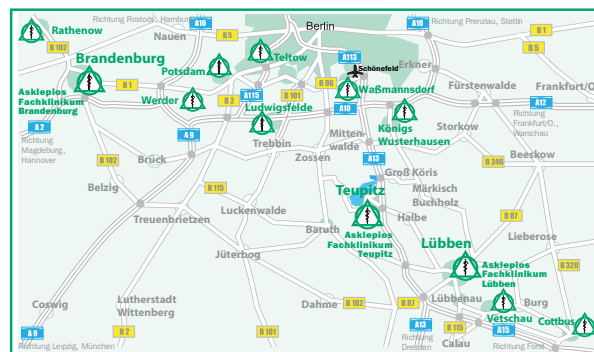 Richtung Rostock, Hamburg
A10
Berlin
A10
Richtung Prenzlau, Stettin
Rathenow
B 102
Nauen
B 5
B 1
B 5
Teltow
A113
Schönefeld
Erkner
Brandenburg
Potsdam
B 1
B 101
B 96
Waßmannsdorf
Fürstenwalde
Frankfurt/O.
Asklepios
Fachklinikum
Brandenburg
Werder
B 2
A115
Ludwigsfelde
A10
Königs
Wusterhausen
A12
A 2
Richtung
Magdeburg,
Hannover
A 9
Trebbin
Mitten-
walde
Storkow
Richtung
Frankfurt/O.,
Warschau
B 102
Brück
Zossen
A13
B 246
Beeskow
Groß Köris
Belzig
B 115
Teupitz
Märkisch
Buchholz
Treuenbrietzen
Luckenwalde
Halbe
B 87
Baruth
Asklepios
Fachklinikum
Teupitz
Lübben
Lieberose
Jüterbog
Asklepios
Fachklinikum
Lübben
B 320
Coswig
Lutherstadt
Wittenberg
Dahme
B 102
B 87
Lübbenau
Burg
Vetschau
Cottbus
A 9
B 2
B 101
A13
B 115
A15
Richtung Leipzig, München
Richtung
Dresden
Calau
Richtung Forst